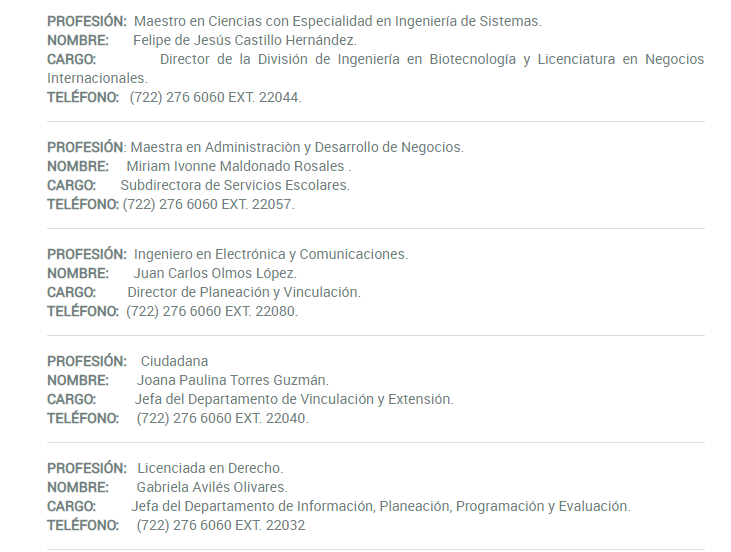 PROFESIÓN: Maestro en Ciencias con Especialidad en Ingeniería de Sistemas.
NOMBRE: Felipe de Jesús Castillo Hernández.
CARGO: Director de la División de Ingeniería en Biotecnología y Licenciatura en Negocios
Internacionales.
TELÉFONO: (722) 276 6060 EXT. 22044.
PROFESIÓN: Maestra en Administraciòn y Desarrollo de Negocios.
NOMBRE: Miriam Ivonne Maldonado Rosales .
CARGO: Subdirectora de Servicios Escolares.
TELÉFONO: (722) 276 6060 EXT. 22057.
PROFESIÓN: Ingeniero en Electrónica y Comunicaciones.
NOMBRE: Juan Carlos Olmos López.
CARGO: Director de Planeación y Vinculación.
TELÉFONO: (722) 276 6060 EXT. 22080.
PROFESIÓN: Ciudadana
NOMBRE: Joana Paulina Torres Guzmán.
CARGO: Jefa del Departamento de Vinculación y Extensión.
TELÉFONO: (722) 276 6060 EXT. 22040.
PROFESIÓN: Licenciada en Derecho.
NOMBRE: Gabriela Avilés Olivares.
CARGO: Jefa del Departamento de Información, Planeación, Programación y Evaluación.
TELÉFONO: (722) 276 6060 EXT. 22032